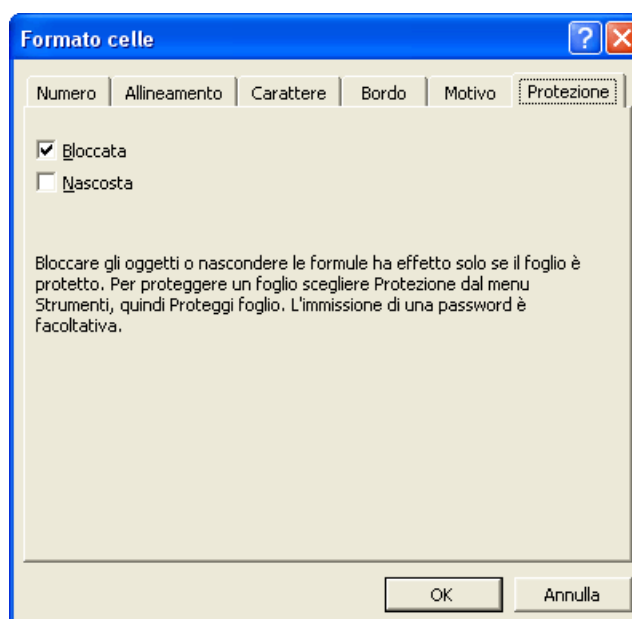 Formato celle
Numero Allineamento Carattere Bordo Motivo Protezione
Bloccata
Nascosta
Bloccare gli oggetti o nascondere le formule ha effetto solo se il foglio è
protetto. Per proteggere un foglio scegliere Protezione dal menu
Strumenti, quindi Proteggi foglio. L'immissione di una password è
facoltativa.
OK Annulla